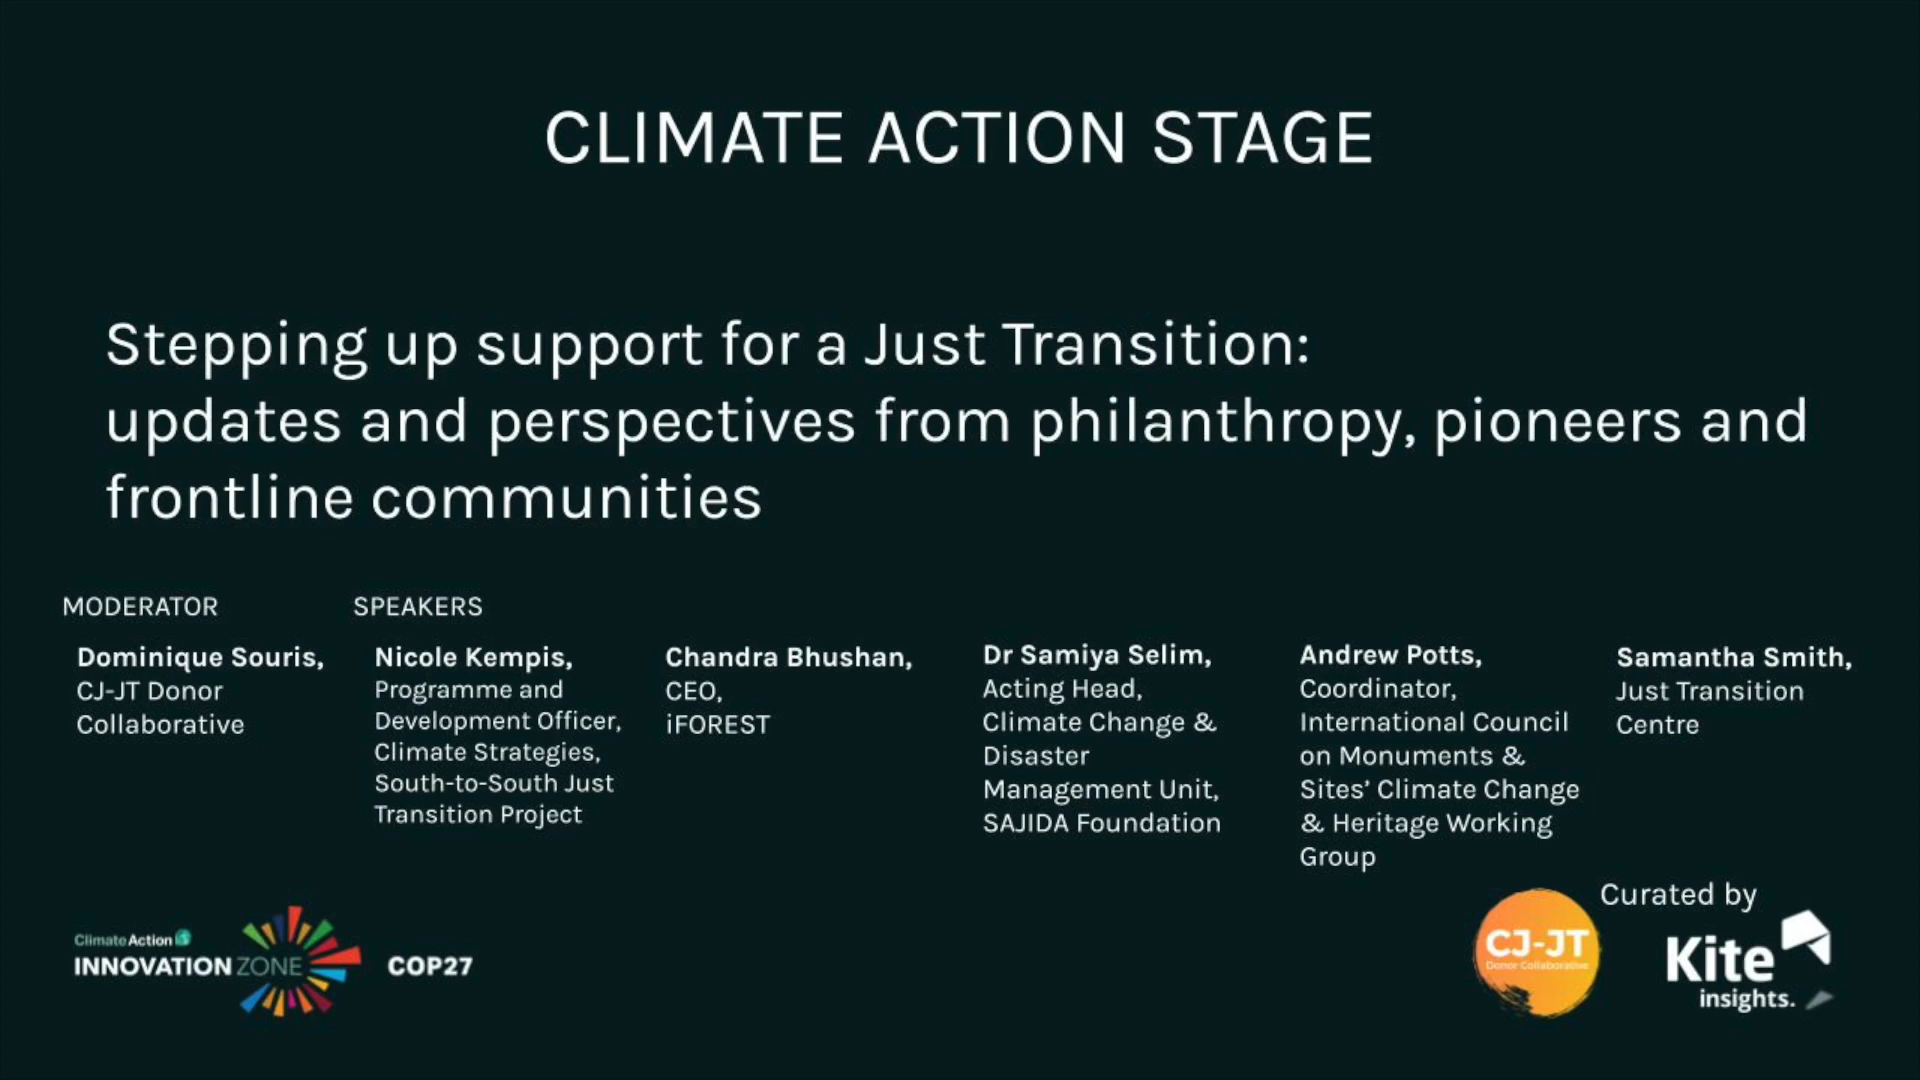 CLIMATE ACTION STAGE
Stepping up support for a Just Transition:
updates and perspectives from philanthropy, pioneers and
frontline communities
MODERATOR
Dominique Souris,
CJ-JT Donor
Collaborative
SPEAKERS
Nicole Kempis,
Programme and
Development Officer,
Climate Strategies,
South-to-South Just
Transition Project
Chandra Bhushan,
CEO,
iFOREST
Dr Samiya Selim,
Acting Head,
Climate Change &
Disaster
Management Unit,
SAJIDA Foundation
Andrew Potts,
Coordinator,
International Council
on Monuments &
Sites’ Climate Change
& Heritage Working
Group
Samantha Smith,
Just Transition
Centre
Climate Action
INNOVATION ZONE
COP27
CJ-JT
Donor Collaborative
Curated by
Kite
insights.